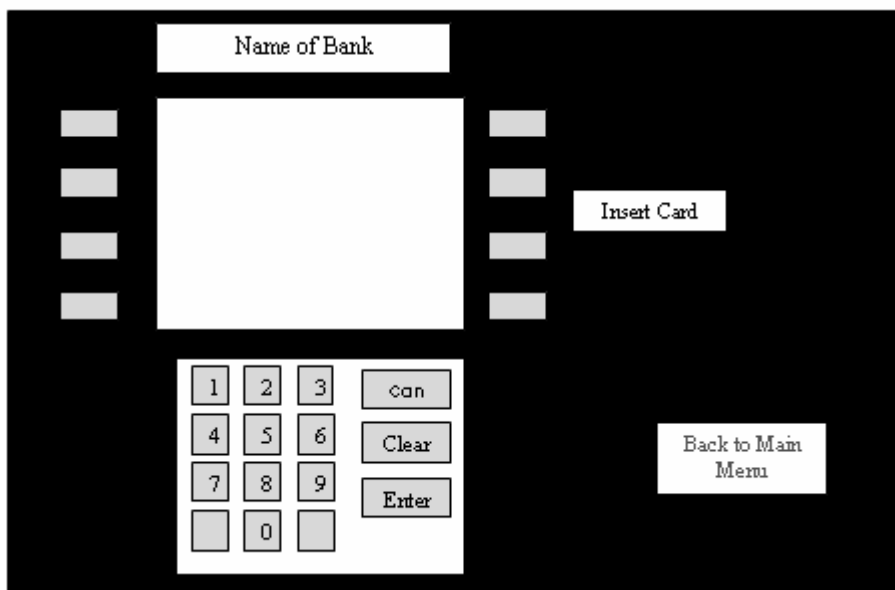 Name of Bank
Insert Card
1 2 3 can
4 5 6 Clear
7 8 9 Enter
0
Back to Main
Menu